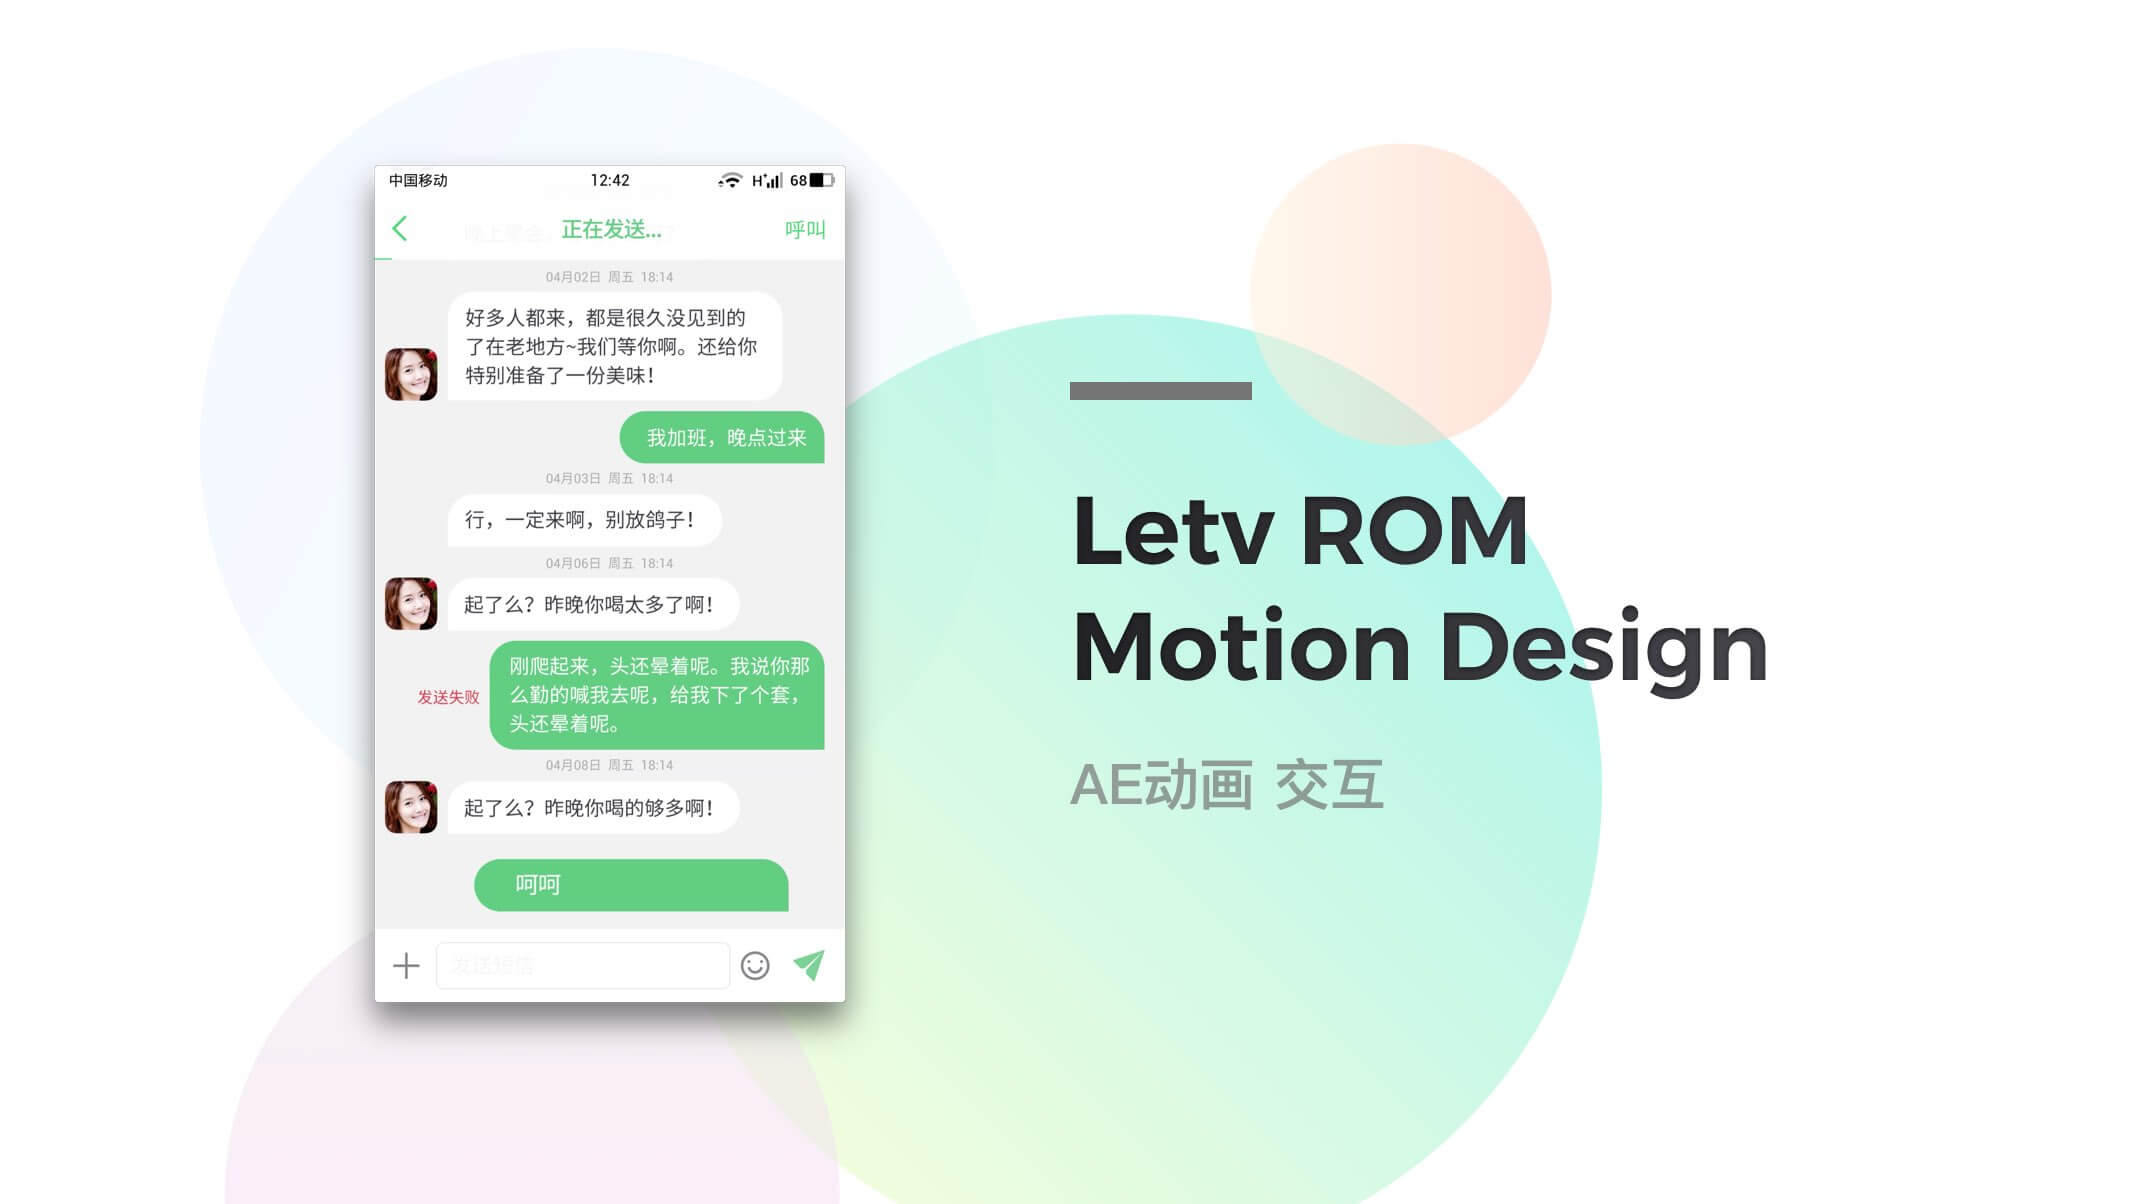 中国移动 12:42 H+ 68
正在发送... 呼叫
04月02日 周五 18:14
好多人都来，都是很久没见到的
了在老地方~我们等你啊。还给你
特别准备了一份美味！
我加班，晚点过来
04月03日 周五 18:14
行，一定来啊，别放鸽子！
04月06日 周五 18:14
起了么？昨晚你喝太多了啊！
刚爬起来，头还晕着呢。我说你那
么勤的喊我去呢，给我下了个套，
头还晕着呢。
发送失败
04月08日 周五 18:14
起了么？昨晚你喝的够多啊！
呵呵
发送短信
Letv ROM
Motion Design
AE动画 交互